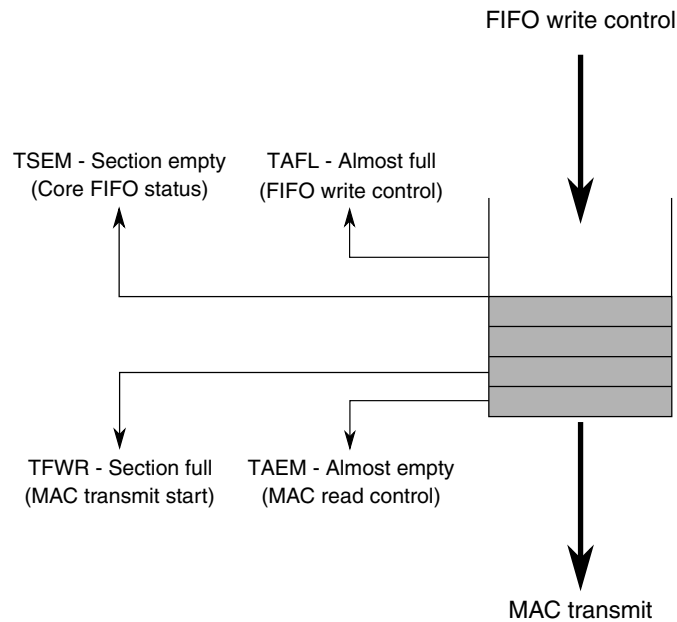 FIFO write control
TSEM - Section empty
(Core FIFO status)
TAFL - Almost full
(FIFO write control)
TFWR - Section full
(MAC transmit start)
TAEM - Almost empty
(MAC read control)
MAC transmit